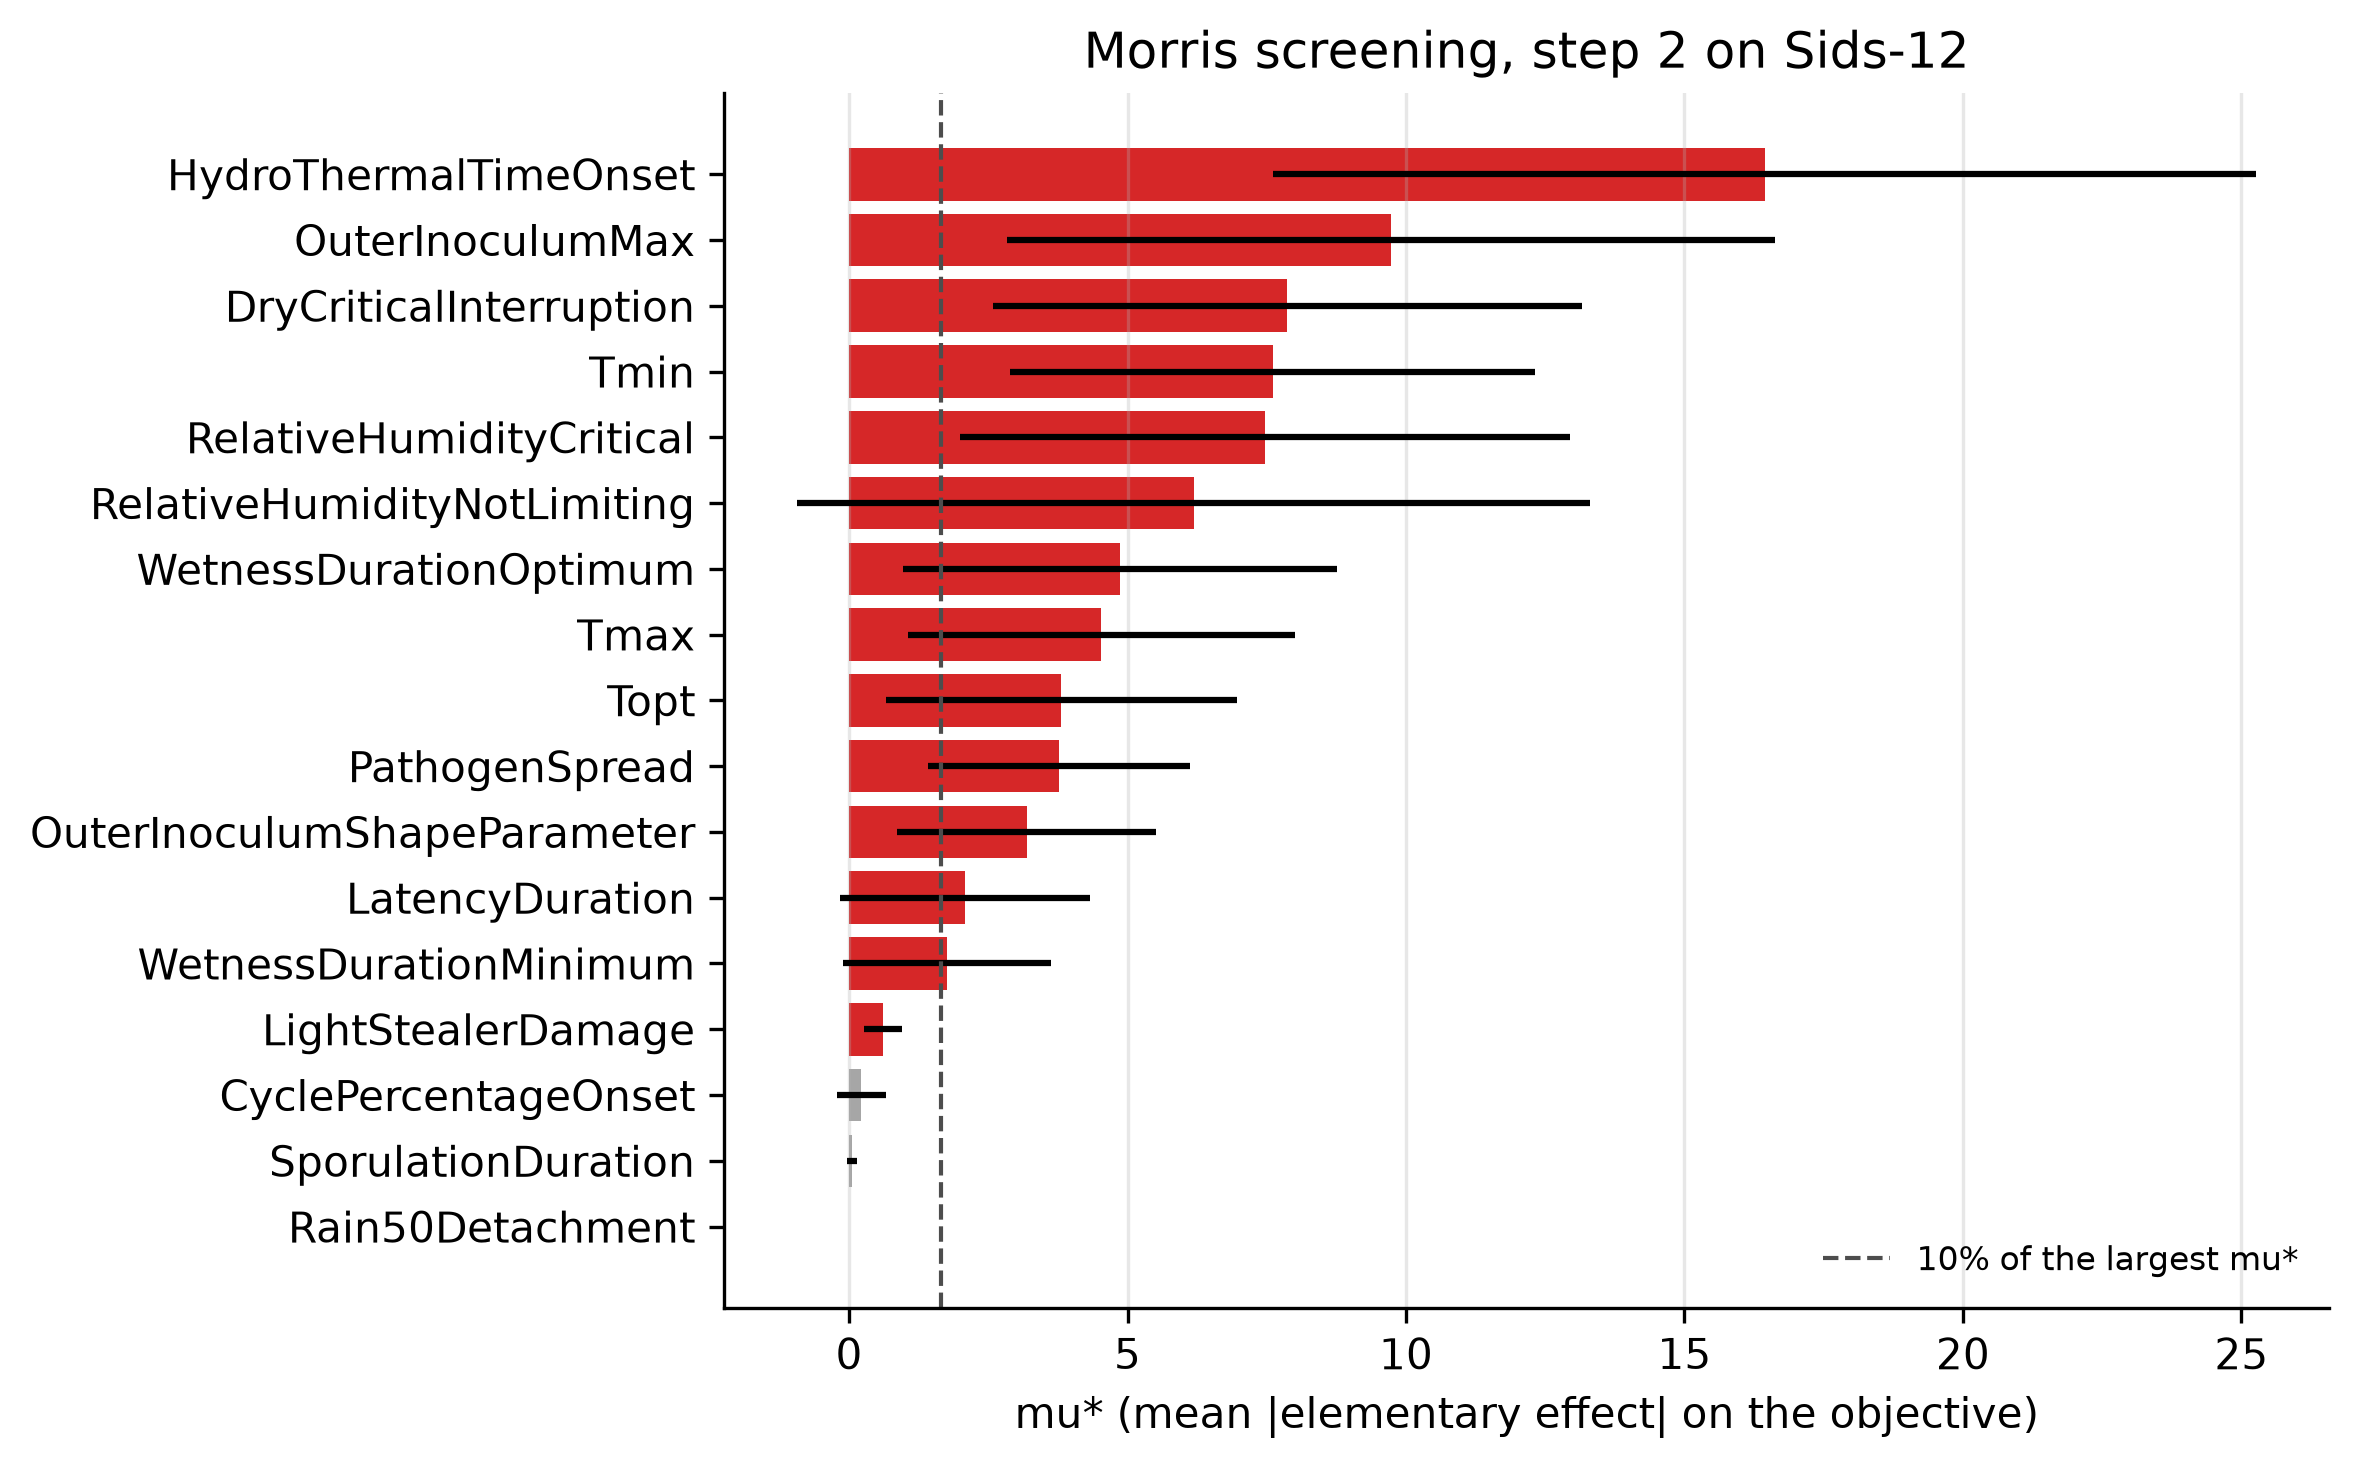 Morris screening, step 2 on Sids-12
HydroThermalTimeOnset
OuterInoculumMax
DryCriticalInterruption
Tmin
RelativeHumidityCritical
RelativeHumidityNotLimiting
WetnessDurationOptimum
Tmax
Topt
PathogenSpread
OuterInoculumShapeParameter
LatencyDuration
WetnessDurationMinimum
LightStealerDamage
CyclePercentageOnset
SporulationDuration
Rain50Detachment
10% of the largest mu*
0 5 10 15 20 25
mu* (mean |elementary effect| on the objective)